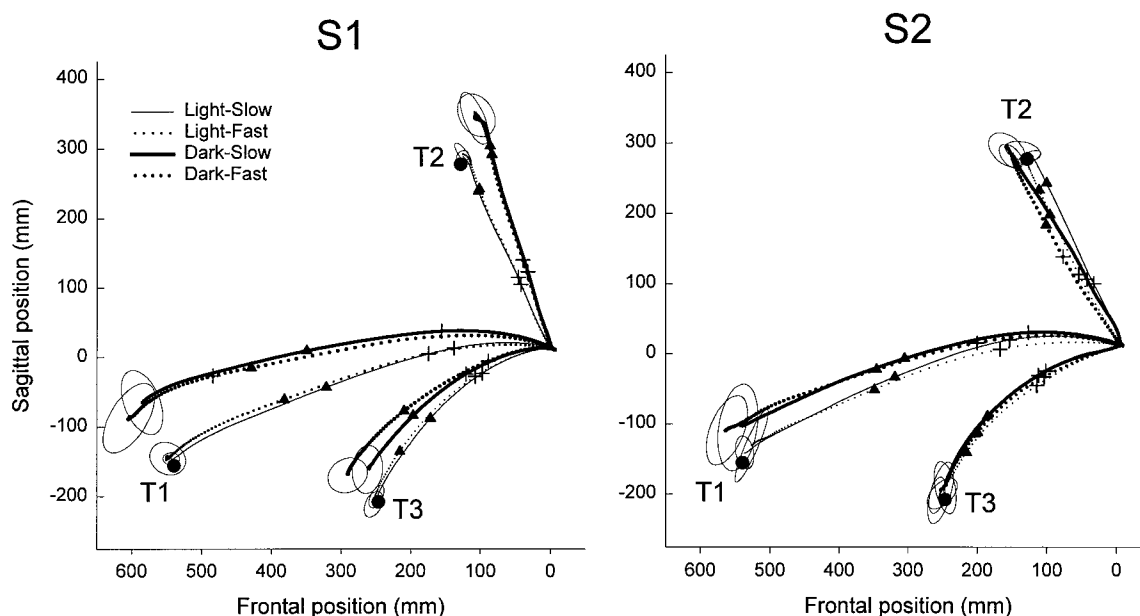 S1
S2
400
300
200
100
0
-100
-200
Sagittal position (mm)
Light-Slow
Light-Fast
Dark-Slow
Dark-Fast
T2
T1
T3
600 500 400 300 200 100 0
Frontal position (mm)
400
300
200
100
0
-100
-200
T2
T1
T3
600 500 400 300 200 100 0
Frontal position (mm)